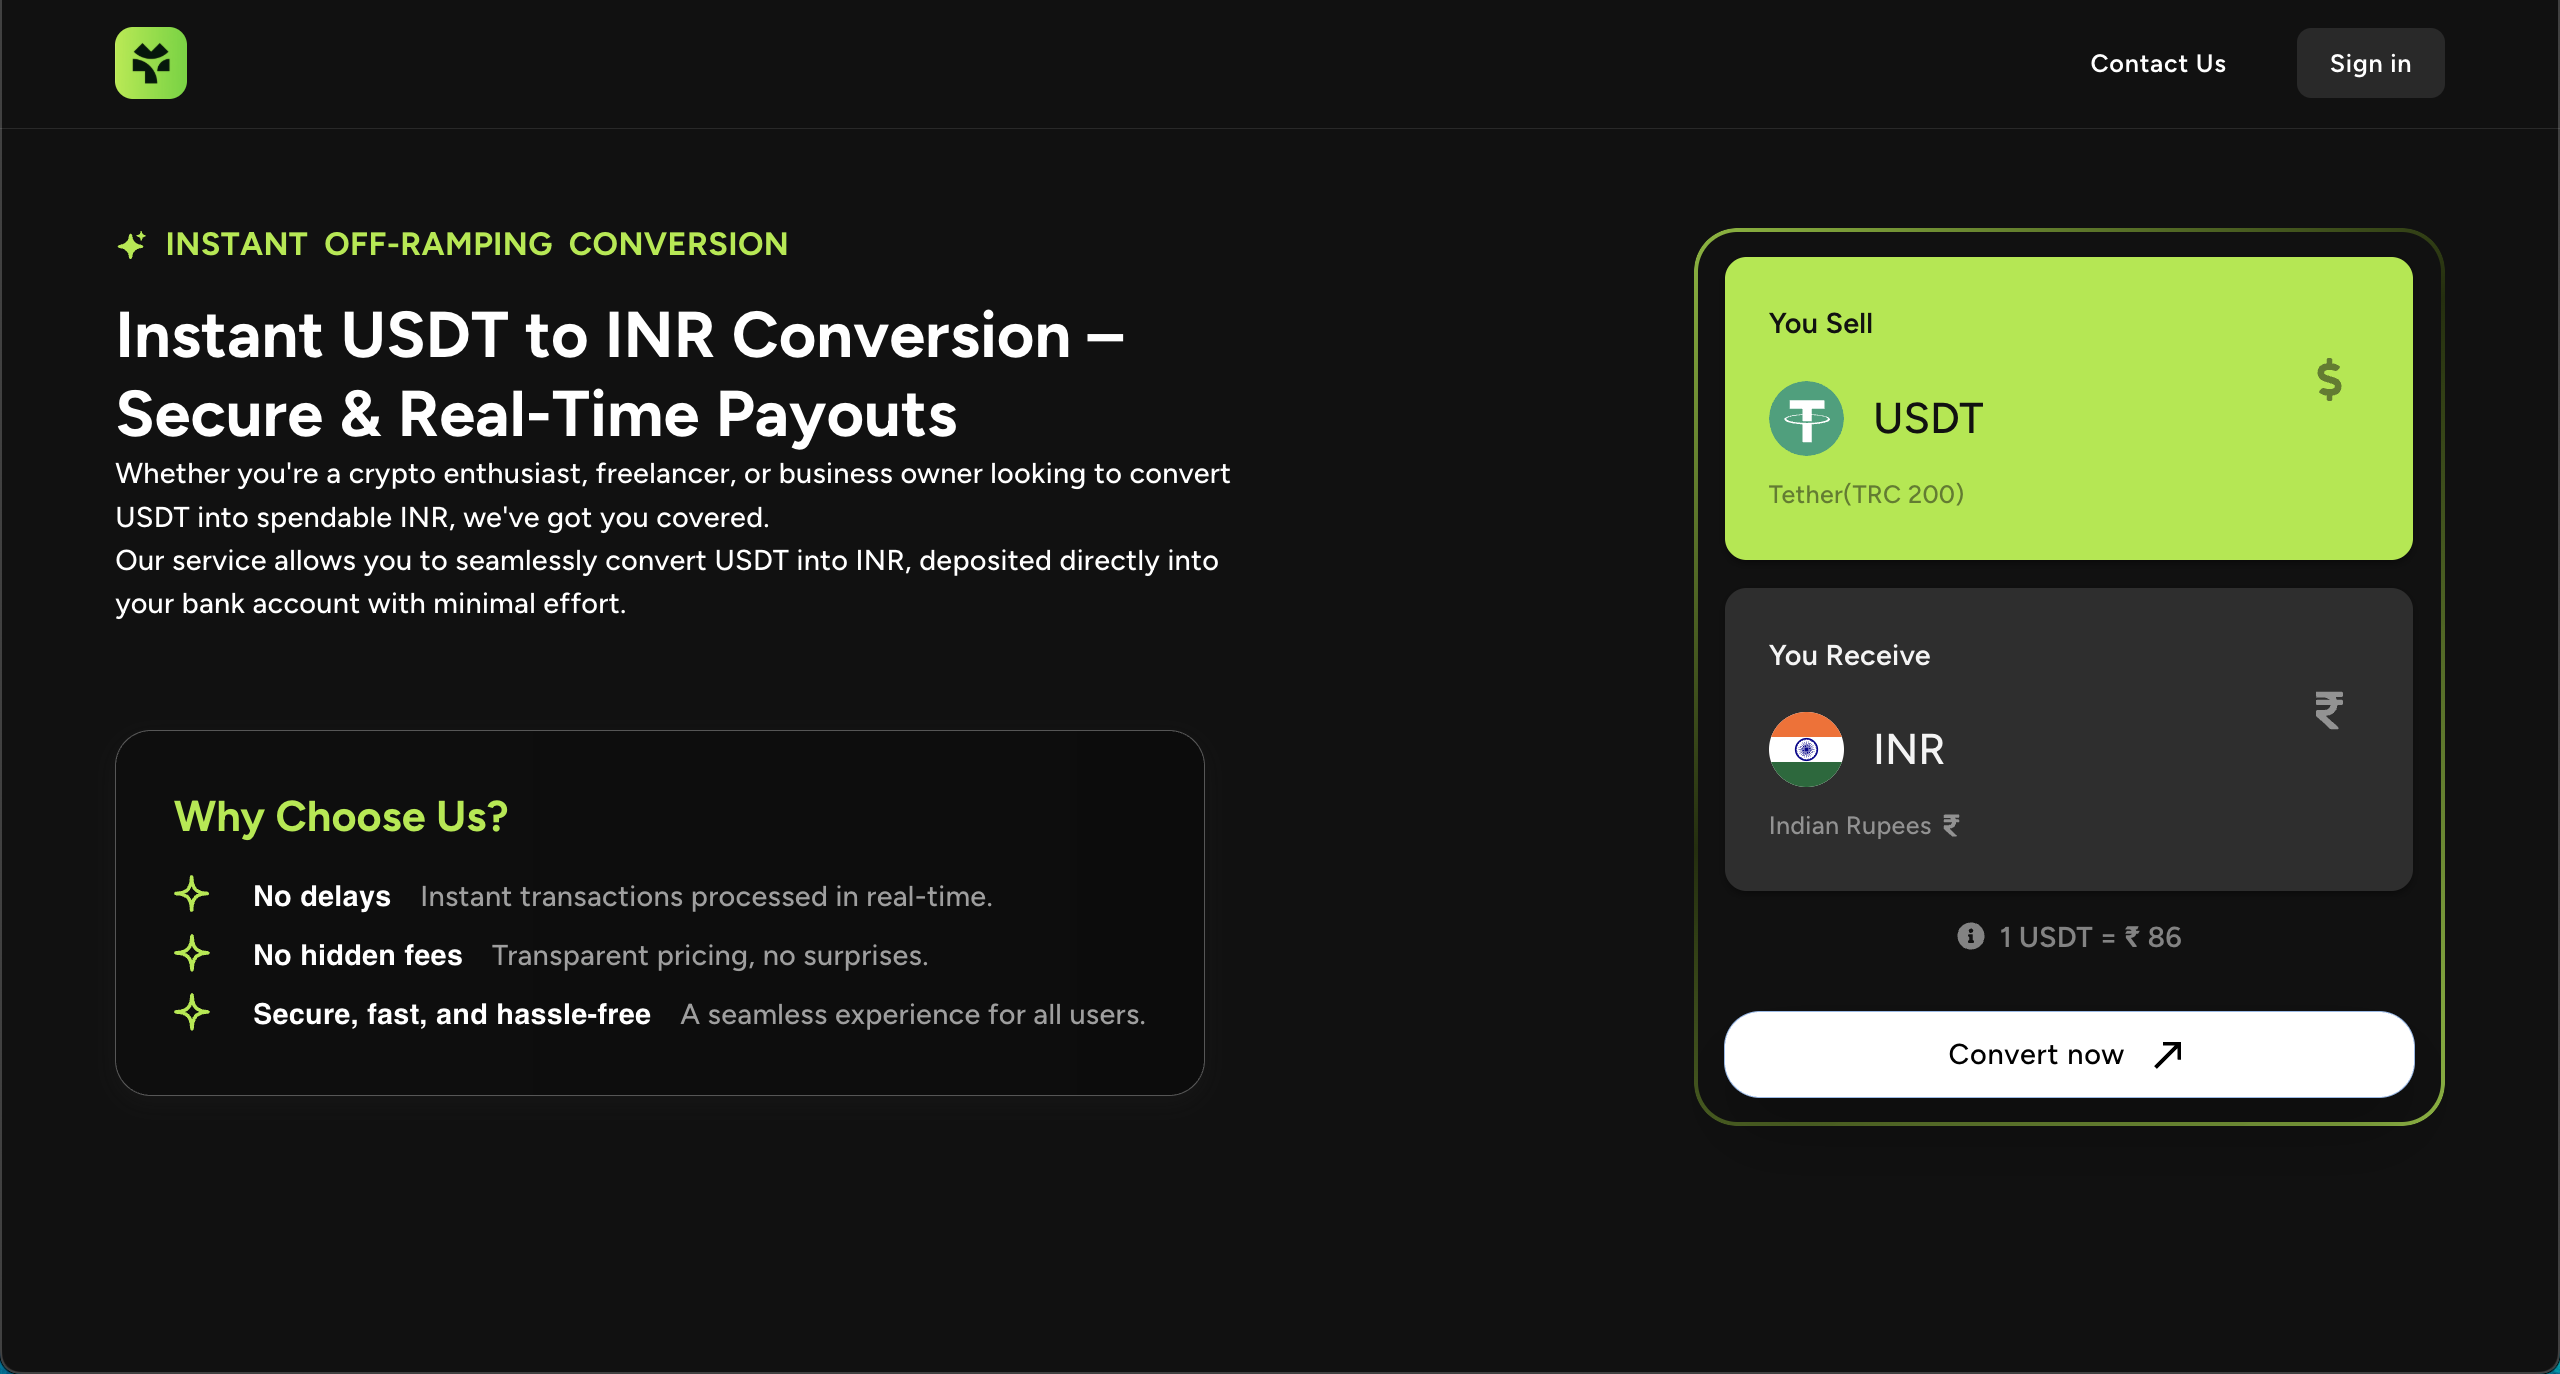 Contact Us
Sign in
INSTANT OFF-RAMPING CONVERSION
Instant USDT to INR Conversion –
Secure & Real-Time Payouts
Whether you're a crypto enthusiast, freelancer, or business owner looking to convert
USDT into spendable INR, we've got you covered.
Our service allows you to seamlessly convert USDT into INR, deposited directly into
your bank account with minimal effort.
Why Choose Us?
No delays Instant transactions processed in real-time.
No hidden fees Transparent pricing, no surprises.
Secure, fast, and hassle-free A seamless experience for all users.
You Sell
$
USDT
Tether(TRC 200)
You Receive
₹
INR
Indian Rupees ₹
1 USDT = ₹ 86
Convert now